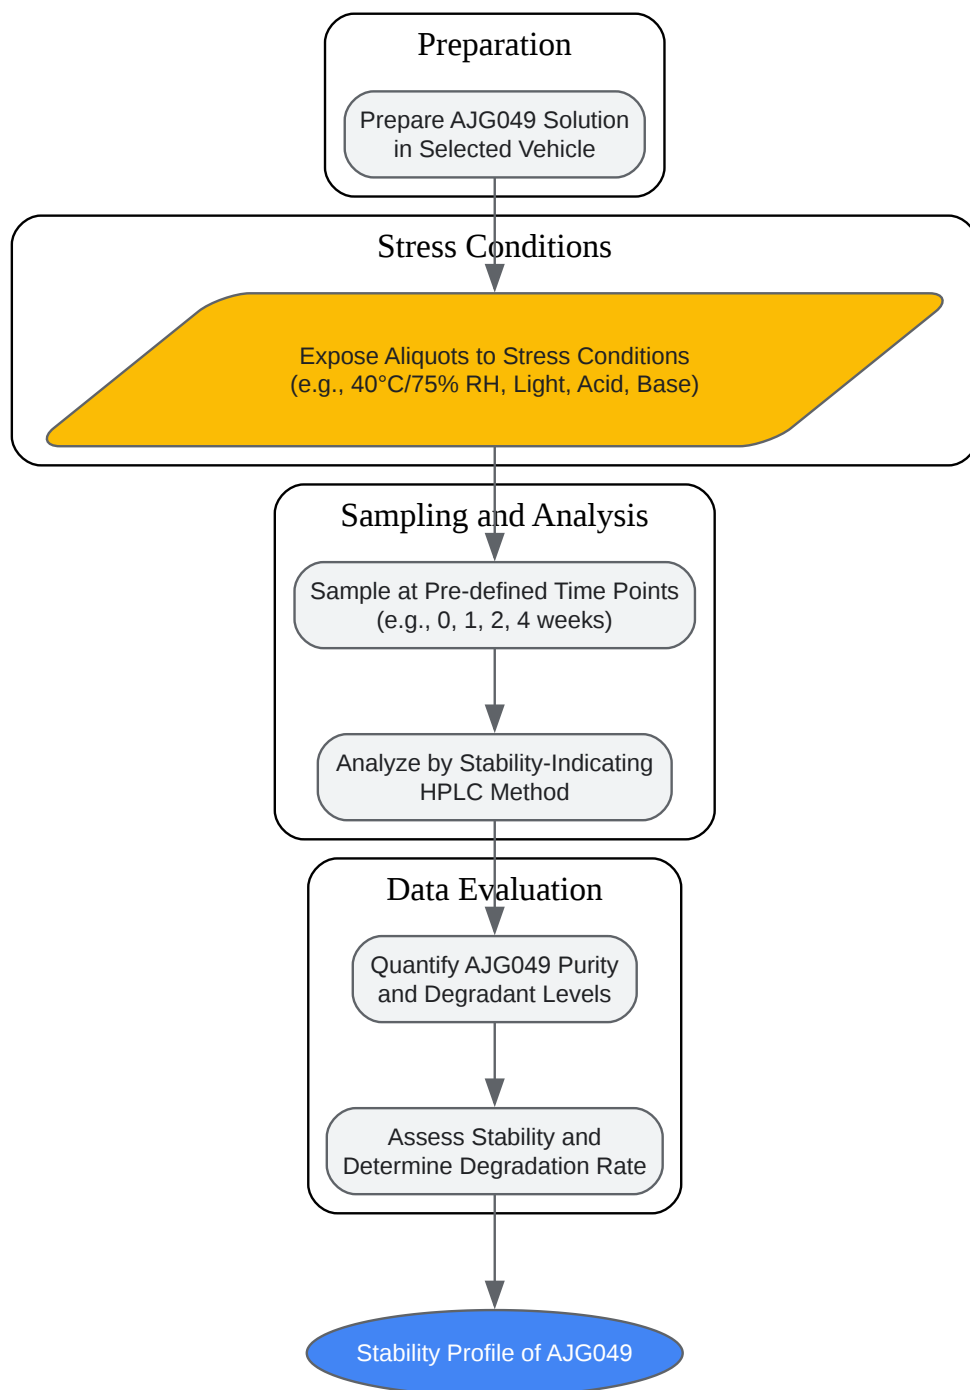 Preparation
Prepare AJG049 Solution
in Selected Vehicle
Stress Conditions
Expose Aliquots to Stress Conditions
(e.g., 40°C/75% RH, Light, Acid, Base)
Sampling and Analysis
Sample at Pre-defined Time Points
(e.g., 0, 1, 2, 4 weeks)
Analyze by Stability-Indicating
HPLC Method
Data Evaluation
Quantify AJG049 Purity
and Degradant Levels
Assess Stability and
Determine Degradation Rate
Stability Profile of AJG049